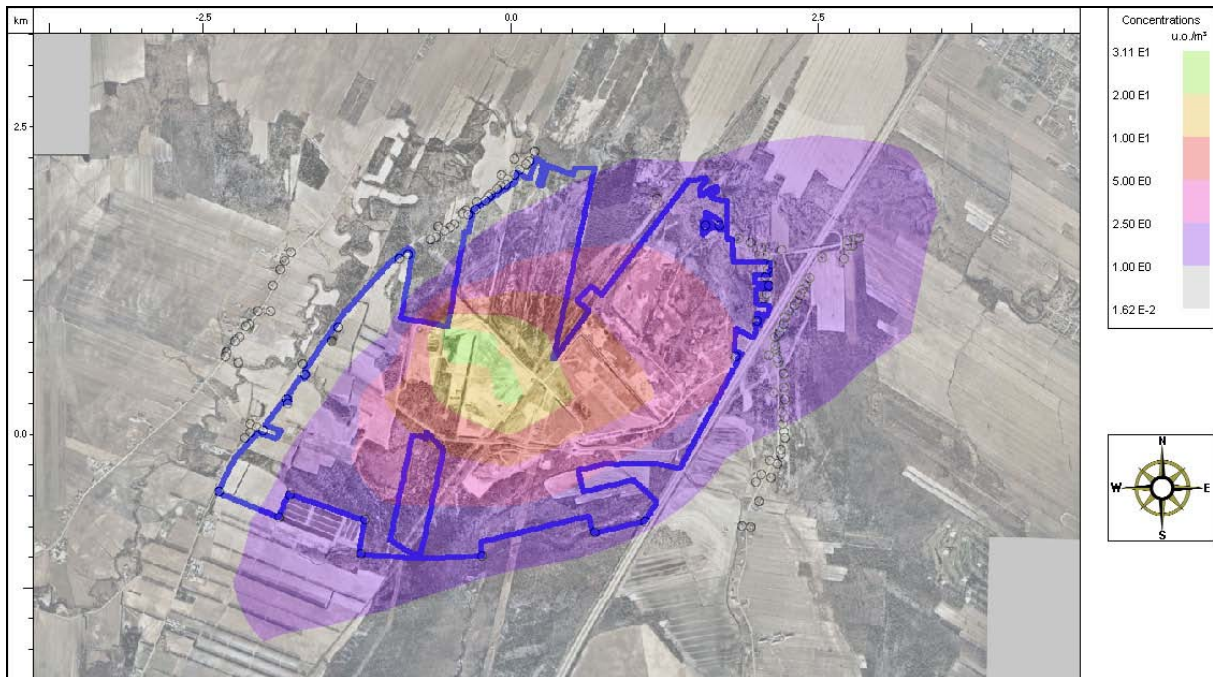 km
-2.5
0.0
2.5
2.5
0.0
Concentrations
u.o./m³
3.11 E1
2.00 E1
1.00 E1
5.00 E0
2.50 E0
1.00 E0
1.62 E-2
N
W
E
S